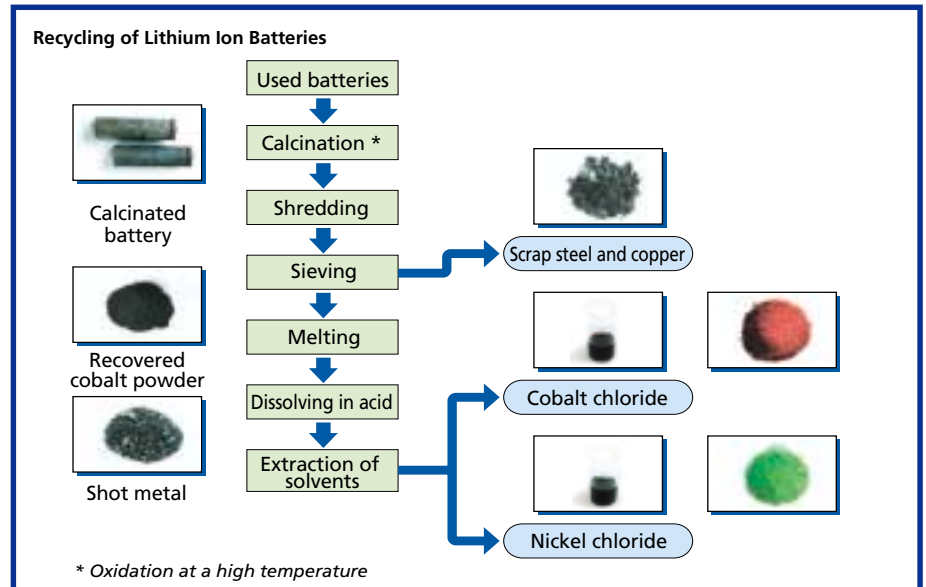 Recycling of Lithium Ion Batteries
Used batteries
Calcination *
Shredding
Sieving
Melting
Dissolving in acid
Extraction of
solvents
Calcinated
battery
Recovered
cobalt powder
Shot metal
Scrap steel and copper
Cobalt chloride
Nickel chloride
* Oxidation at a high temperature